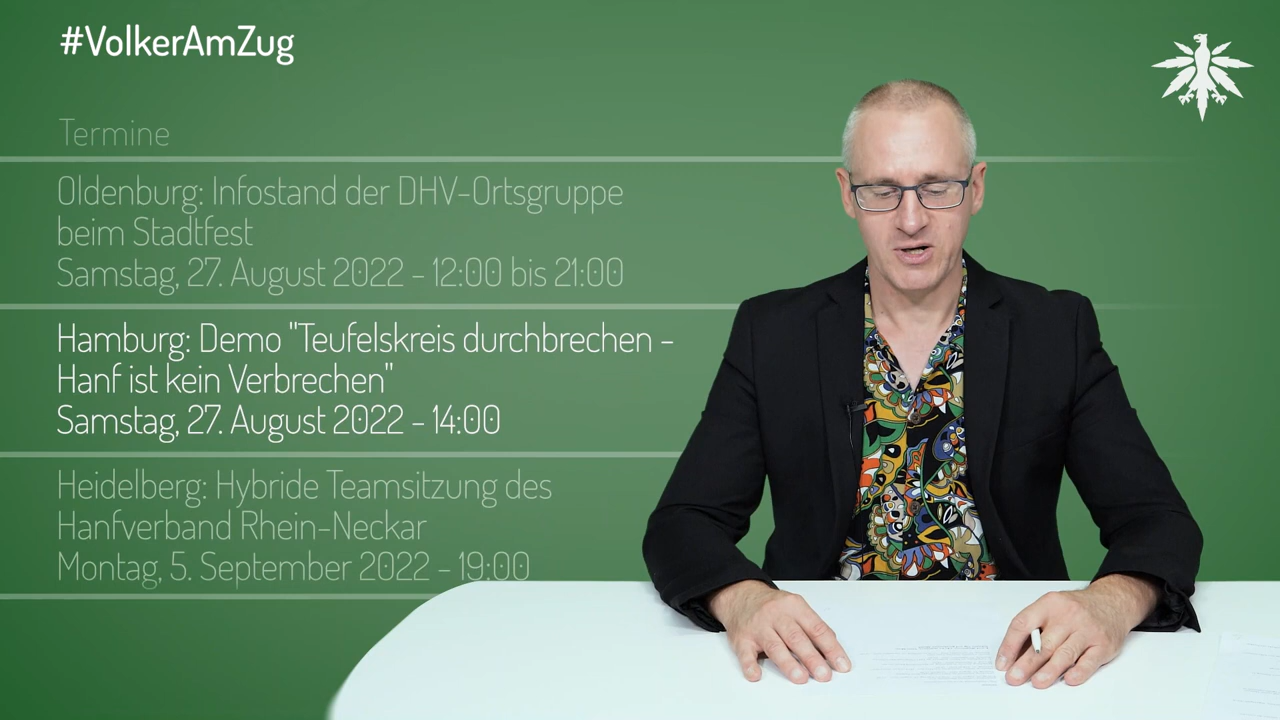 #VolkerAmZug
Termine
Oldenburg: Infostand der DHV-Ortsgruppe
beim Stadtfest
Samstag, 27. August 2022 - 12:00 bis 21:00
Hamburg: Demo "Teufelskreis durchbrechen -
Hanf ist kein Verbrechen"
Samstag, 27. August 2022 - 14:00
Heidelberg: Hybride Teamsitzung des
Hanfverband Rhein-Neckar
Montag, 5. September 2022 - 19:00